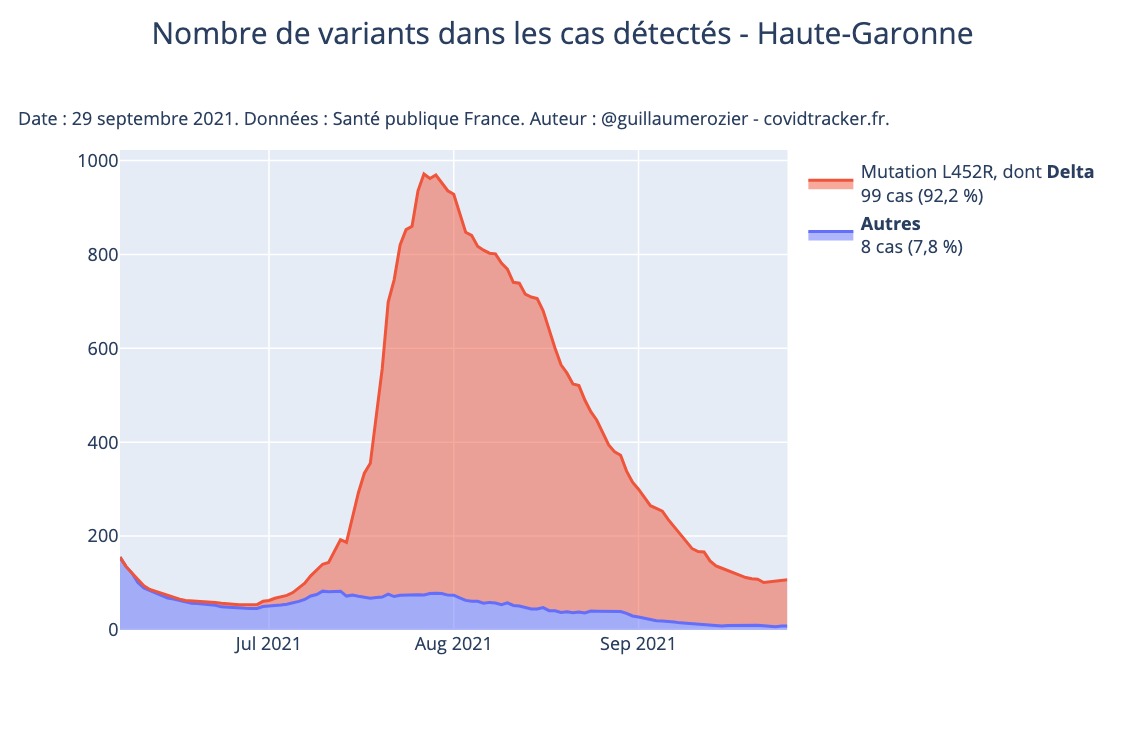 Nombre de variants dans les cas détectés - Haute-Garonne
Date : 29 septembre 2021. Données : Santé publique France. Auteur : @guillaumerozier - covidtracker.fr.
1000
800
600
400
200
0
Jul 2021
Aug 2021
Sep 2021
Mutation L452R, dont Delta
99 cas (92,2 %)
Autres
8 cas (7,8 %)